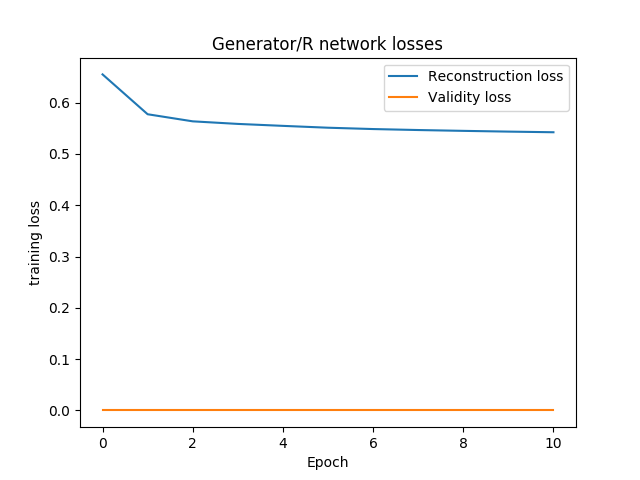 Generator/R network losses
Reconstruction loss
Validity loss
training loss
0.6
0.5
0.4
0.3
0.2
0.1
0.0
0 2 4 6 8 10
Epoch